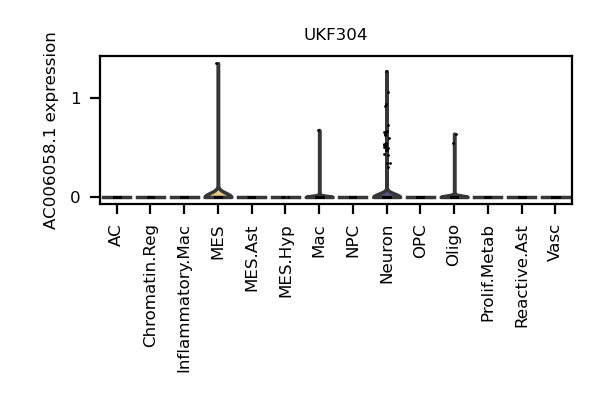 UKF304
AC006058.1 expression
1
0
AC
Chromatin.Reg
Inflammatory.Mac
MES
MES.Ast
MES.Hyp
Mac
NPC
Neuron
OPC
Oligo
Prolif.Metab
Reactive.Ast
Vasc